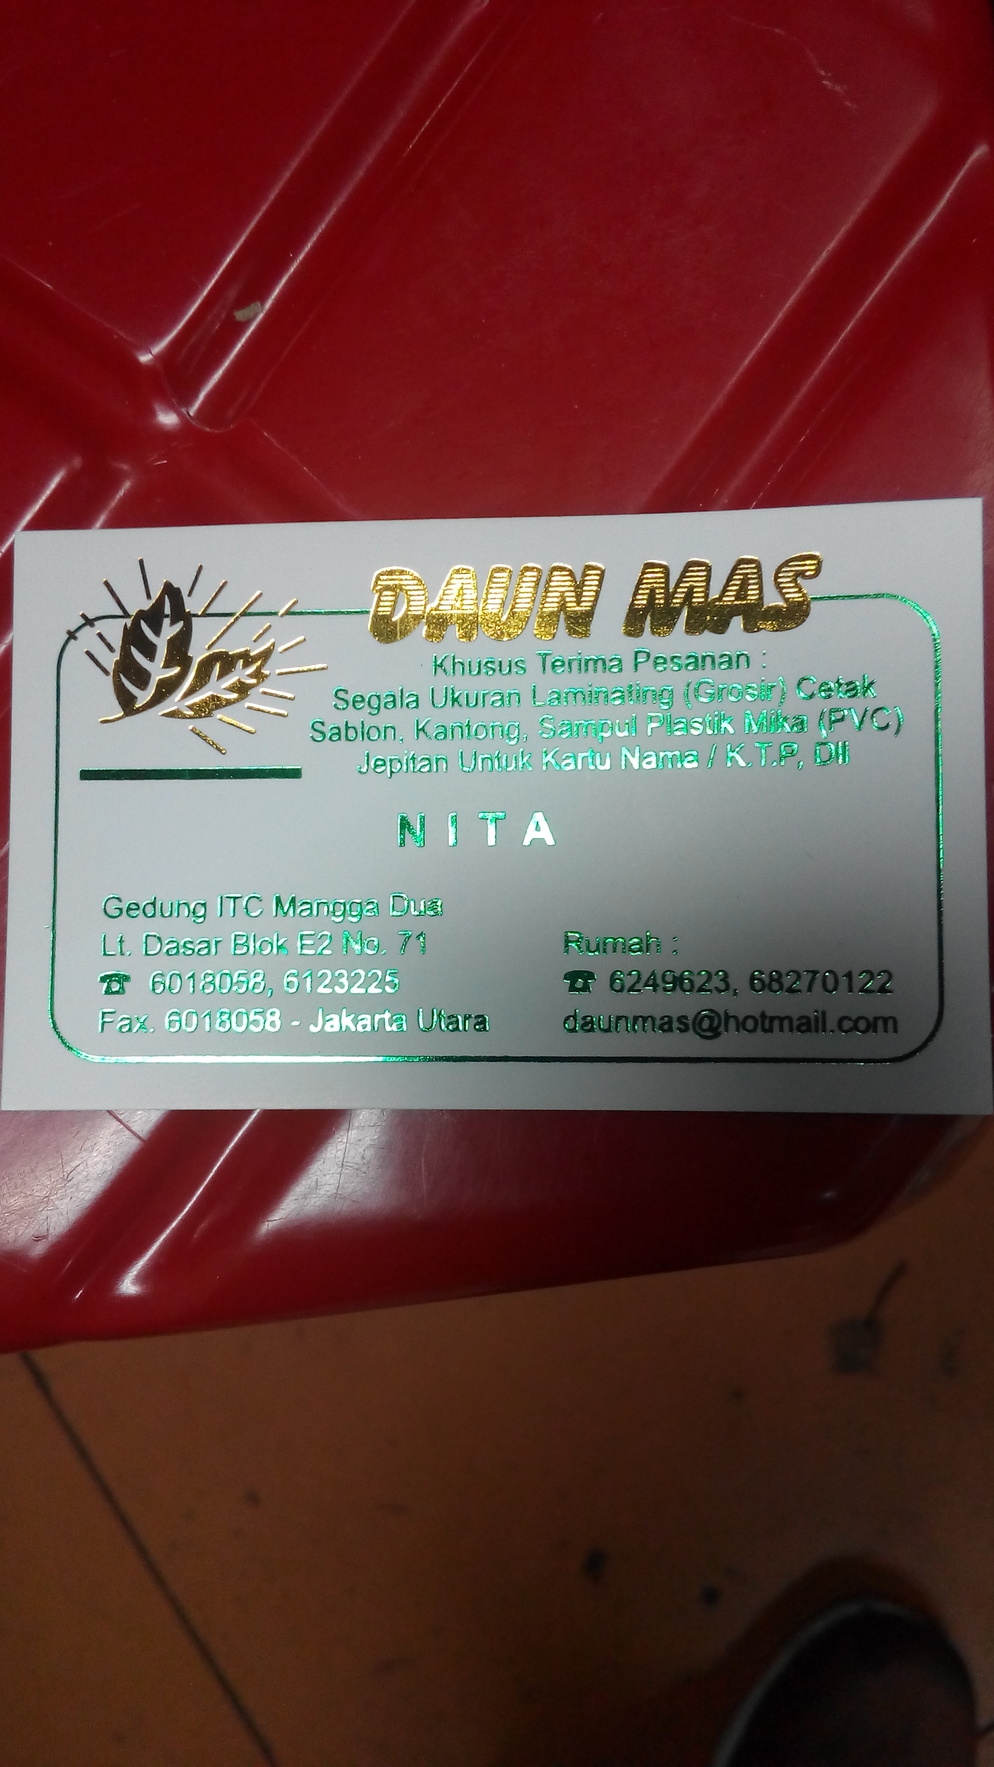 DAUN MAS
Khusus Terima Pesanan :
Segala Ukuran Laminating (Grosir) Cetak
Sablon, Kantong, Sampul Plastik Mika (PVC)
Jepitan Untuk Kartu Nama / K.T.P, Dll
NITA
Gedung ITC Mangga Dua
Lt. Dasar Blok E2 No. 71
☎ 6018058, 6123225
Fax. 6018058 - Jakarta Utara
Rumah :
☎ 6249623, 68270122
daunmas@hotmail.com